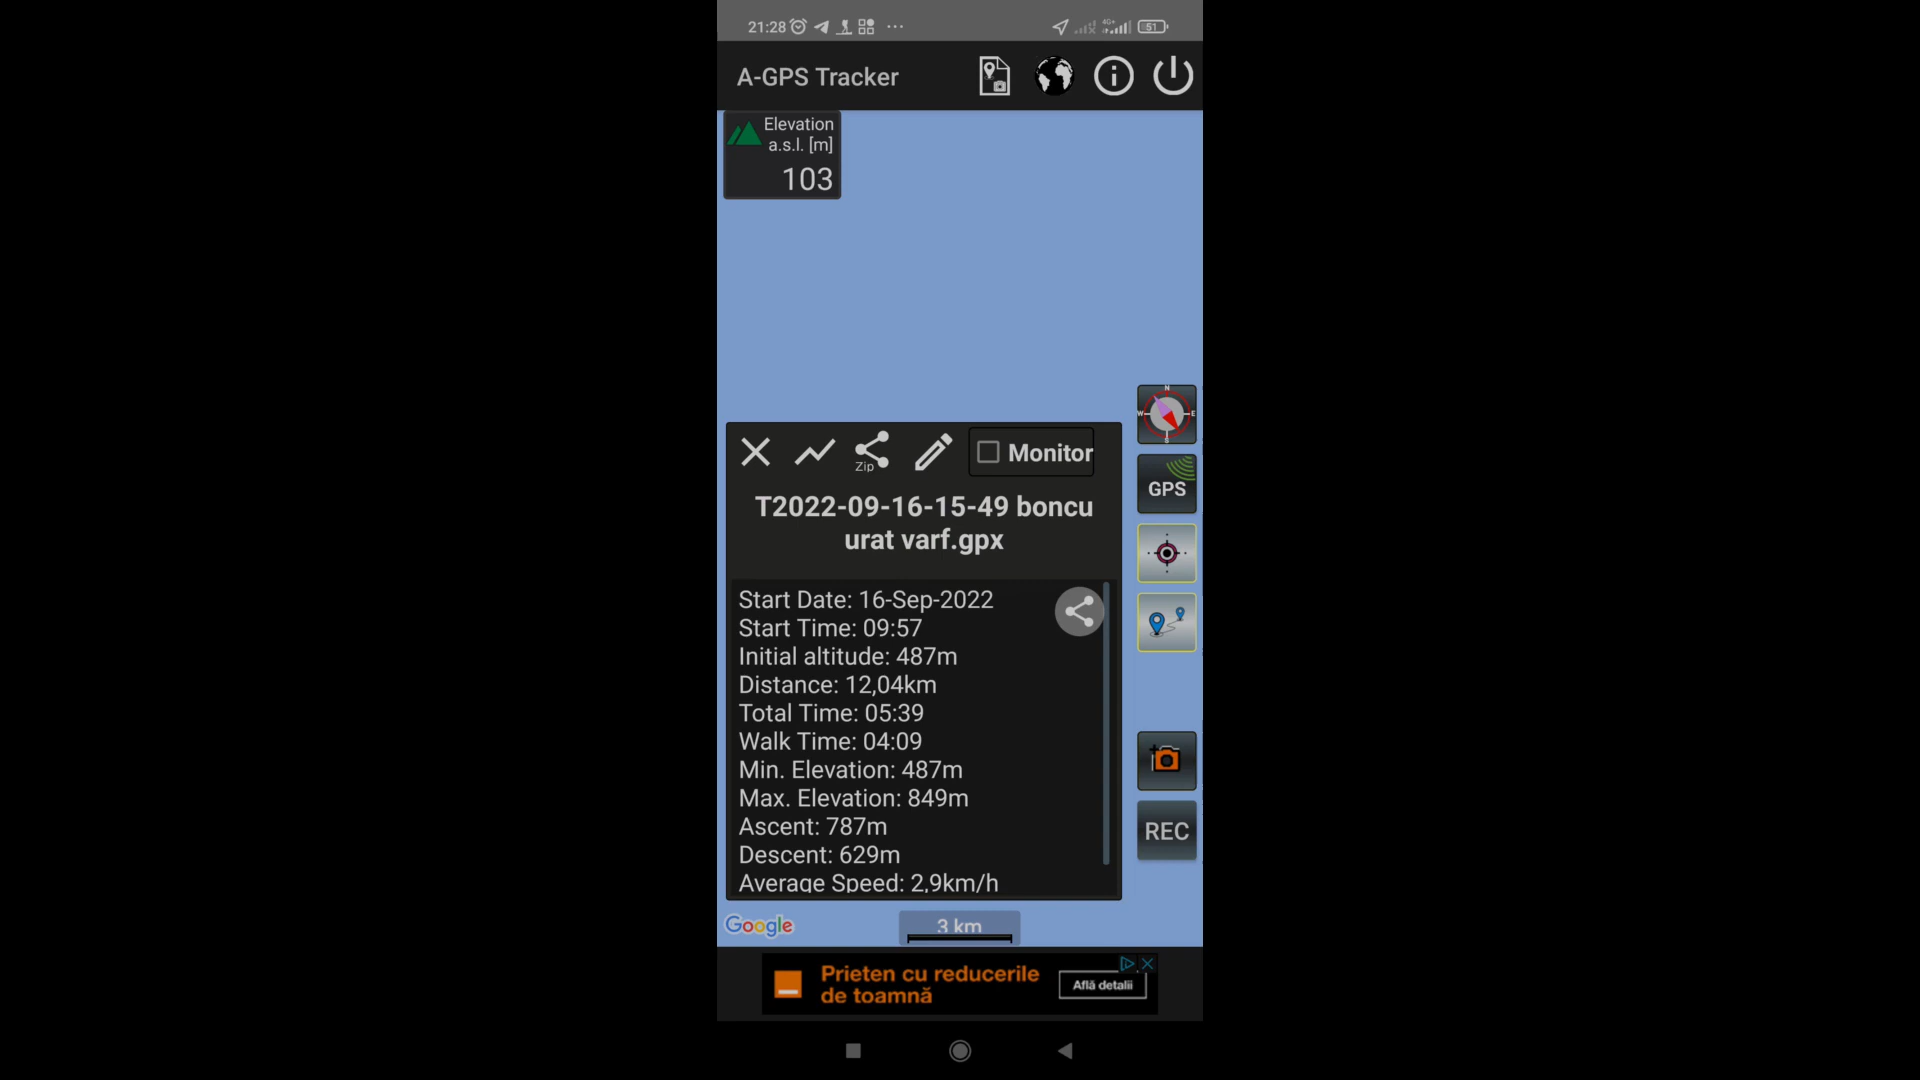 21:28
4G+
51
A-GPS Tracker
Elevation
a.s.l. [m]
103
N
W
E
S
Zip
Monitor
GPS
T2022-09-16-15-49 boncu
urat varf.gpx
Start Date: 16-Sep-2022
Start Time: 09:57
Initial altitude: 487m
Distance: 12,04km
Total Time: 05:39
Walk Time: 04:09
Min. Elevation: 487m
Max. Elevation: 849m
Ascent: 787m
Descent: 629m
Average Speed: 2,9km/h
REC
Google
3 km
Prieten cu reducerile
de toamnă
Află detalii